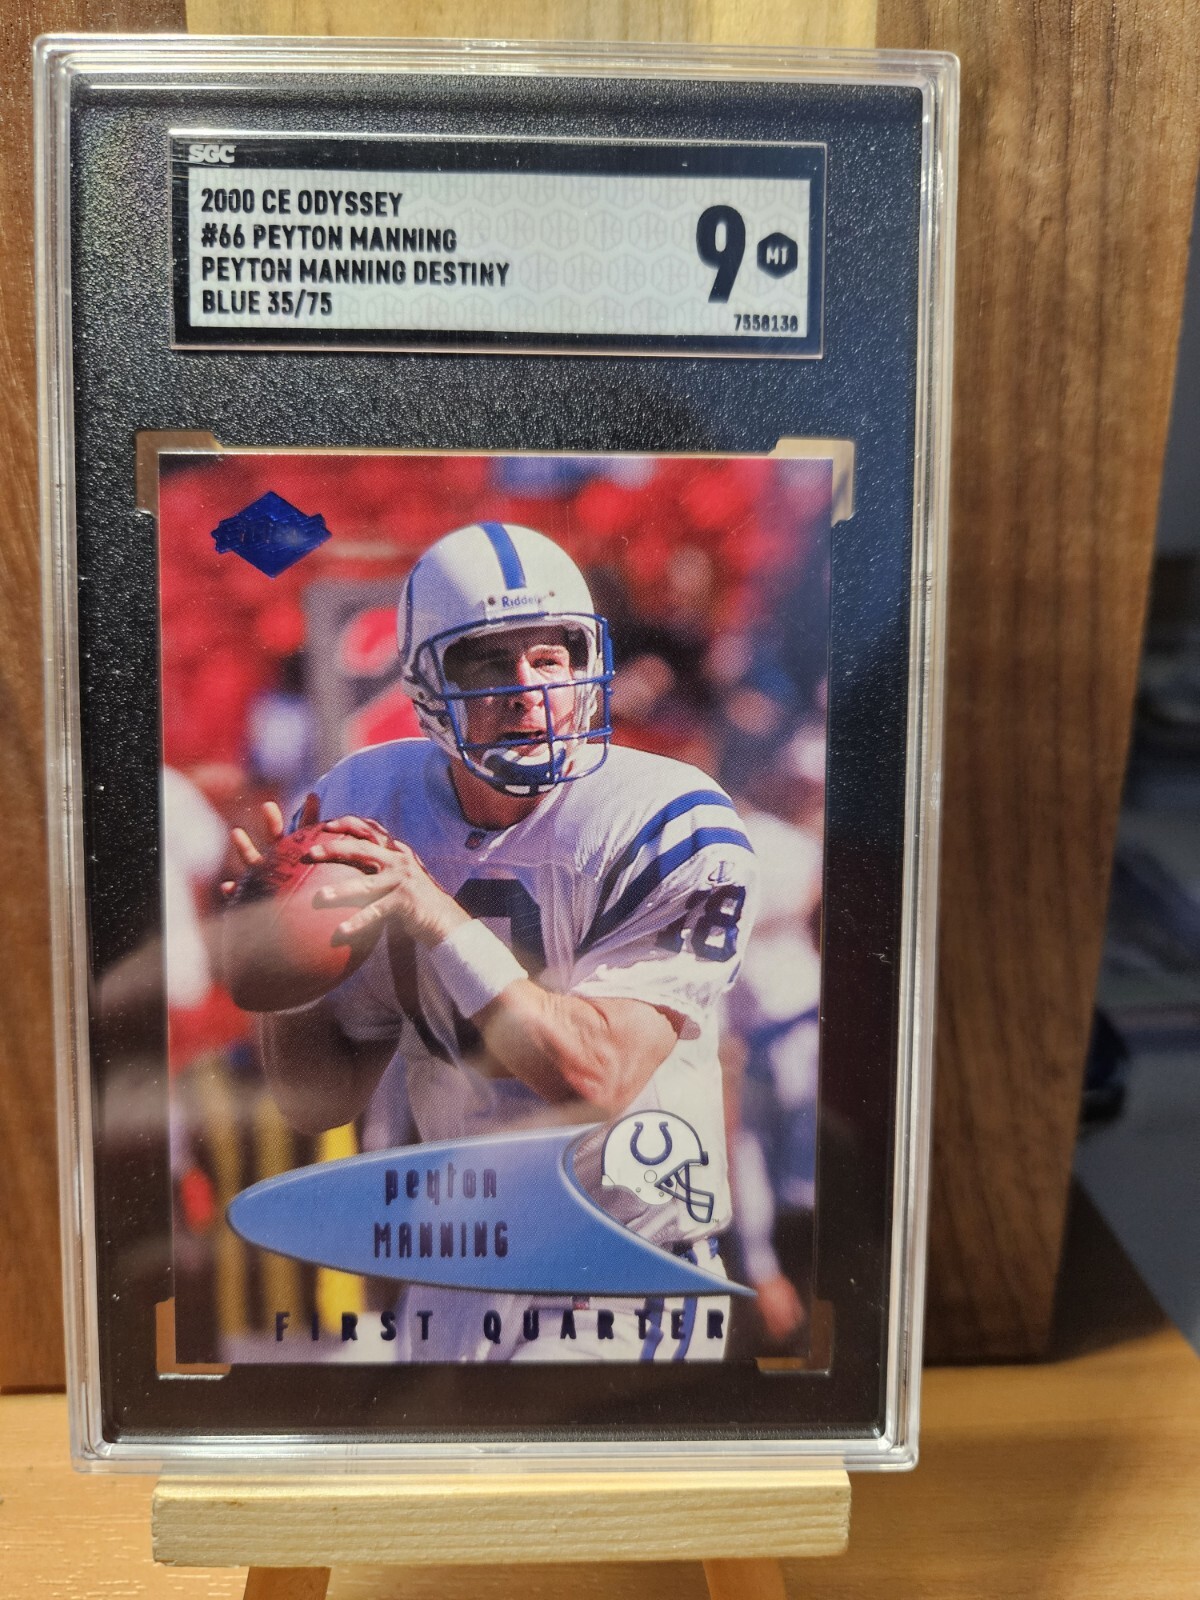 SGC
2000 CE ODYSSEY
#66 PEYTON MANNING
PEYTON MANNING DESTINY
BLUE 35/75
9 MT
7558138
EDGE
Riddell
18
peyton
MANNING
FIRST QUARTER